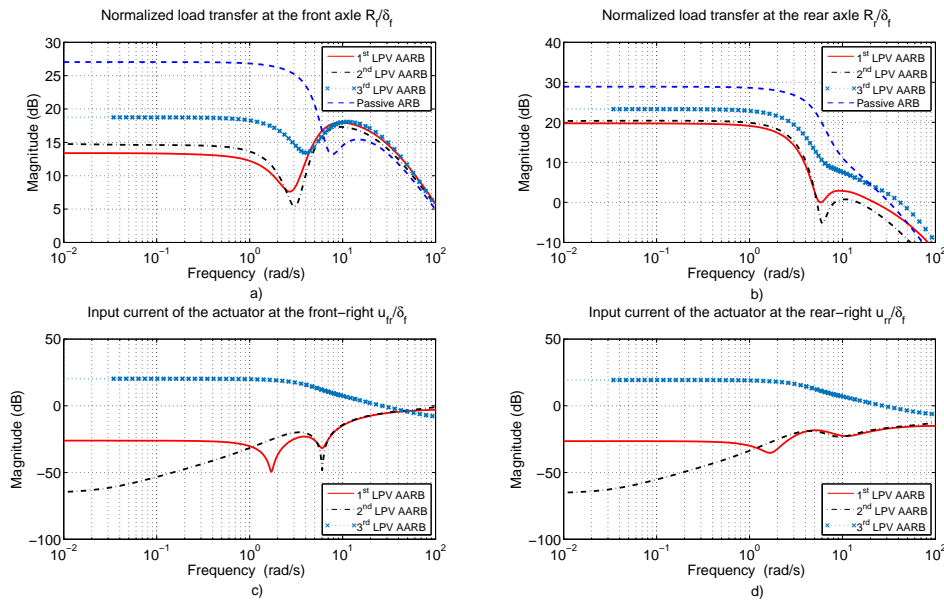 Normalized load transfer at the front axle R_f/δ_f
30
25
20
15
10
5
0
Magnitude (dB)
1st LPV AARB
2nd LPV AARB
3rd LPV AARB
Passive ARB
10^−2 10^−1 10^0 10^1 10^2
Frequency (rad/s)
a)
Normalized load transfer at the rear axle R_r/δ_f
40
30
20
10
0
−10
Magnitude (dB)
1st LPV AARB
2nd LPV AARB
3rd LPV AARB
Passive ARB
10^−2 10^−1 10^0 10^1 10^2
Frequency (rad/s)
b)
Input current of the actuator at the front−right u_fr/δ_f
50
0
−50
−100
Magnitude (dB)
1st LPV AARB
2nd LPV AARB
3rd LPV AARB
10^−2 10^−1 10^0 10^1 10^2
Frequency (rad/s)
c)
Input current of the actuator at the rear−right u_rr/δ_f
50
0
−50
−100
Magnitude (dB)
1st LPV AARB
2nd LPV AARB
3rd LPV AARB
10^−2 10^−1 10^0 10^1 10^2
Frequency (rad/s)
d)